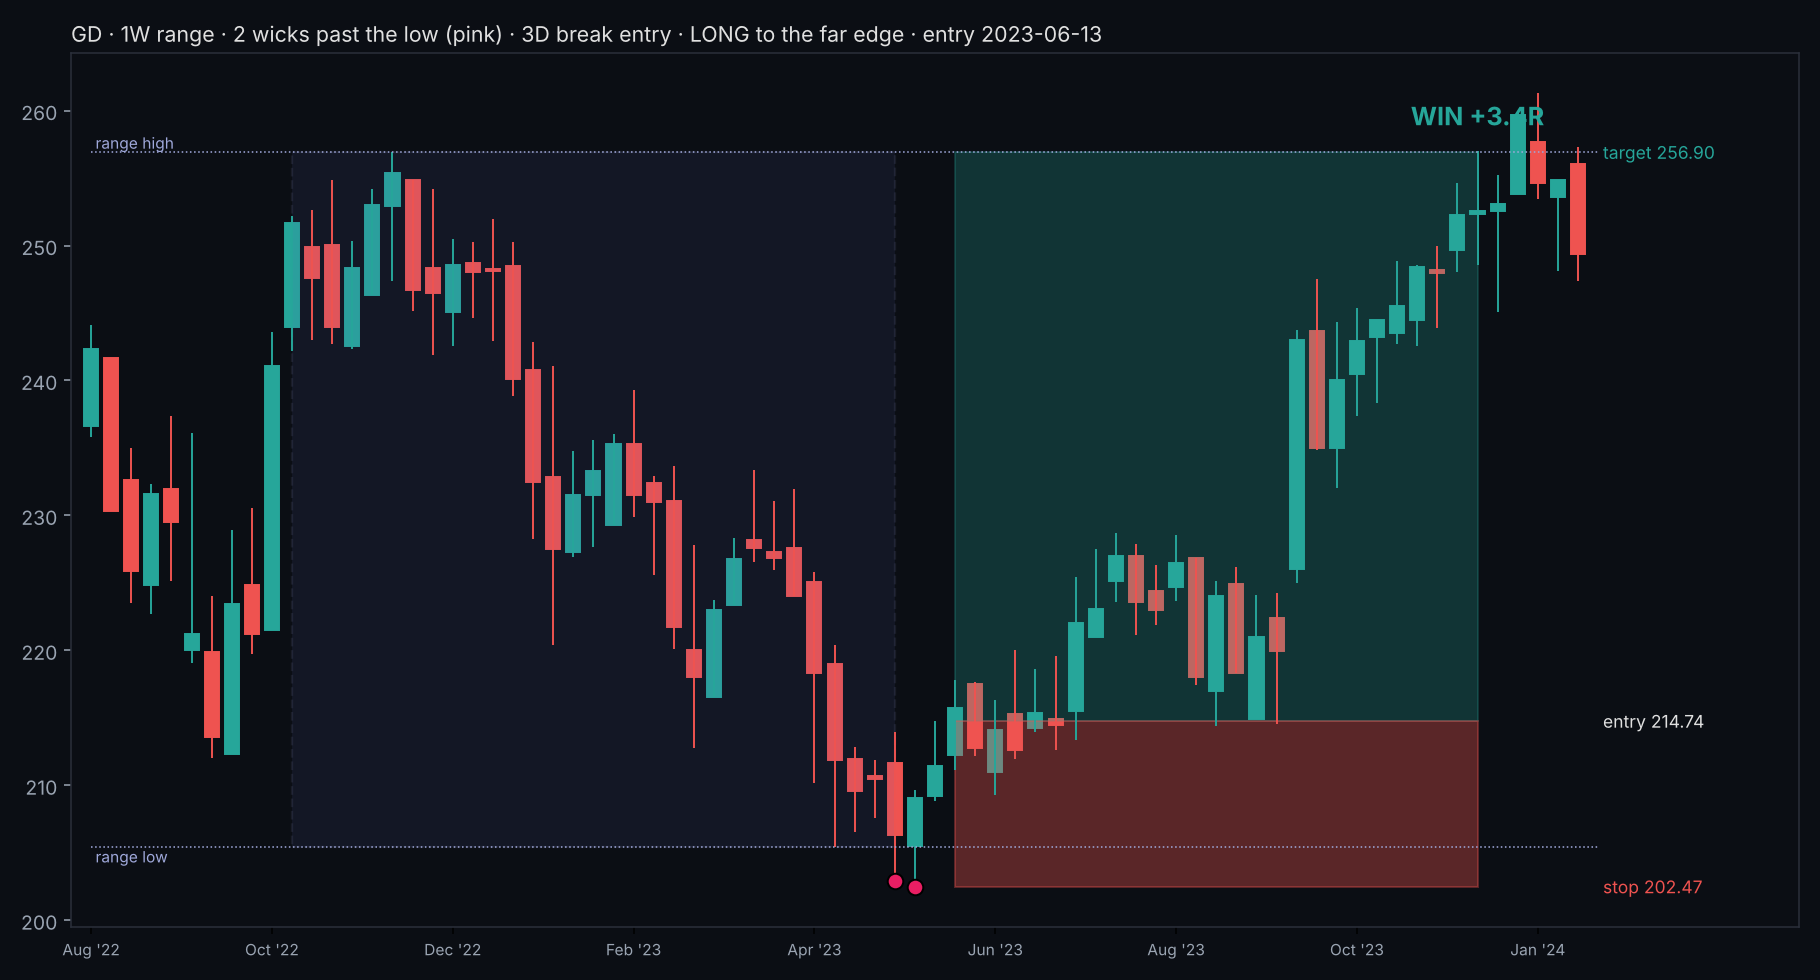 GD · 1W range · 2 wicks past the low (pink) · 3D break entry · LONG to the far edge · entry 2023-06-13
260
250
240
230
220
210
200
range high
WIN +3.4R
target 256.90
entry 214.74
range low
stop 202.47
Aug '22
Oct '22
Dec '22
Feb '23
Apr '23
Jun '23
Aug '23
Oct '23
Jan '24